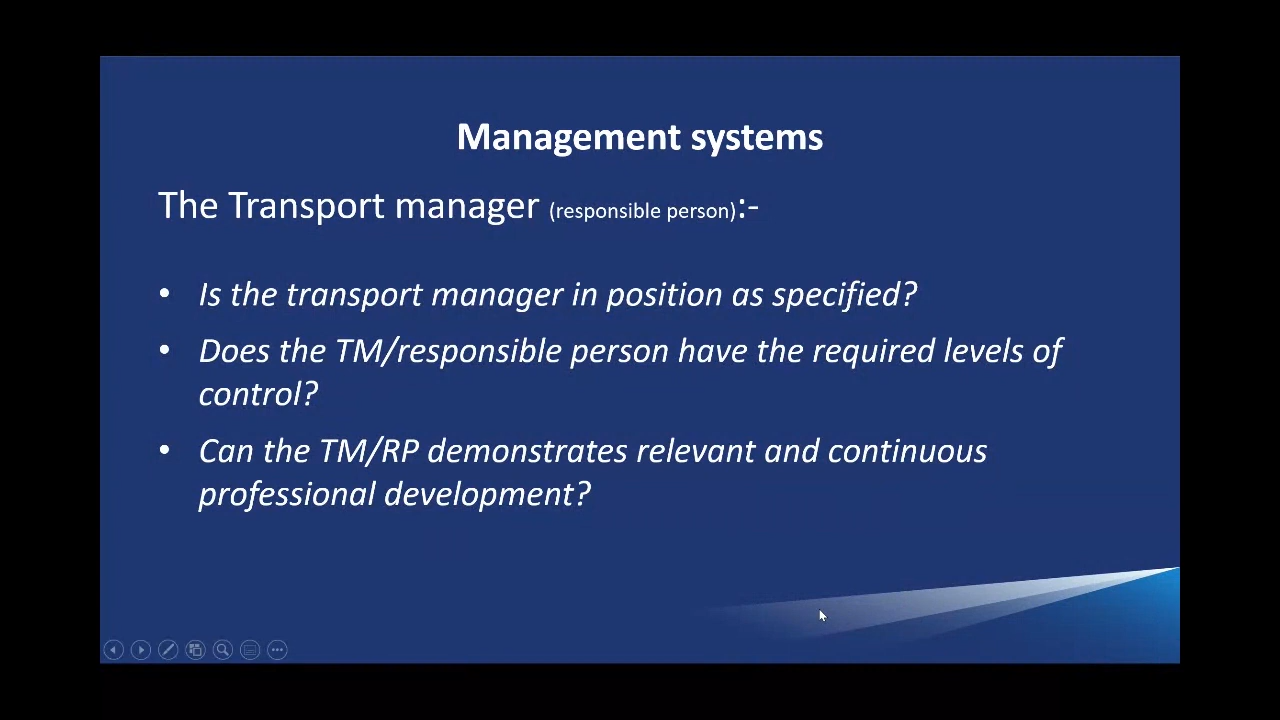 Management systems
The Transport manager (responsible person):-
• Is the transport manager in position as specified?
• Does the TM/responsible person have the required levels of
control?
• Can the TM/RP demonstrates relevant and continuous
professional development?